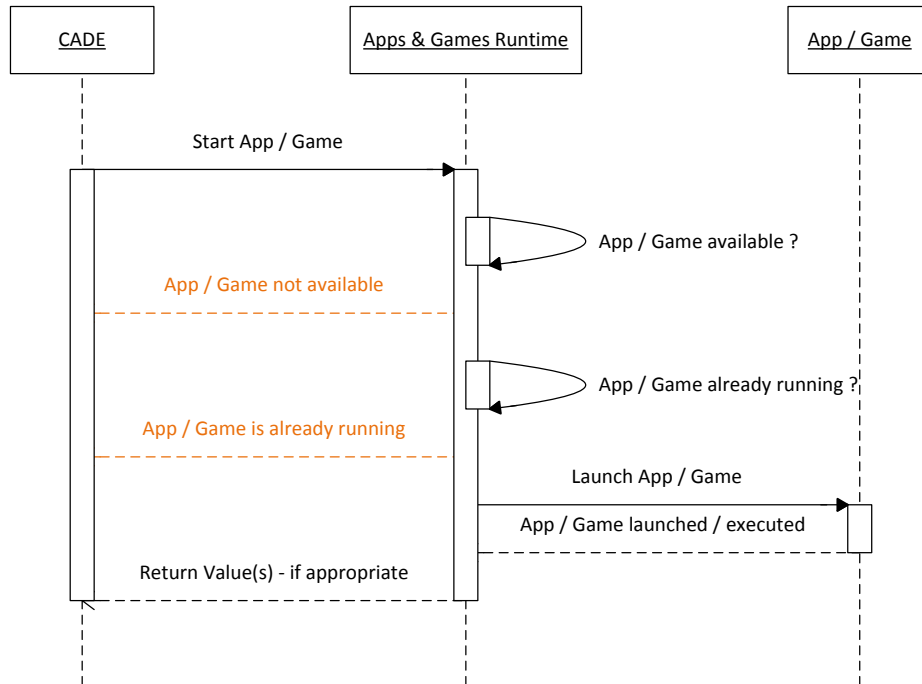 CADE
Apps & Games Runtime
App / Game
Start App / Game
App / Game available ?
App / Game not available
App / Game already running ?
App / Game is already running
Launch App / Game
App / Game launched / executed
Return Value(s) - if appropriate